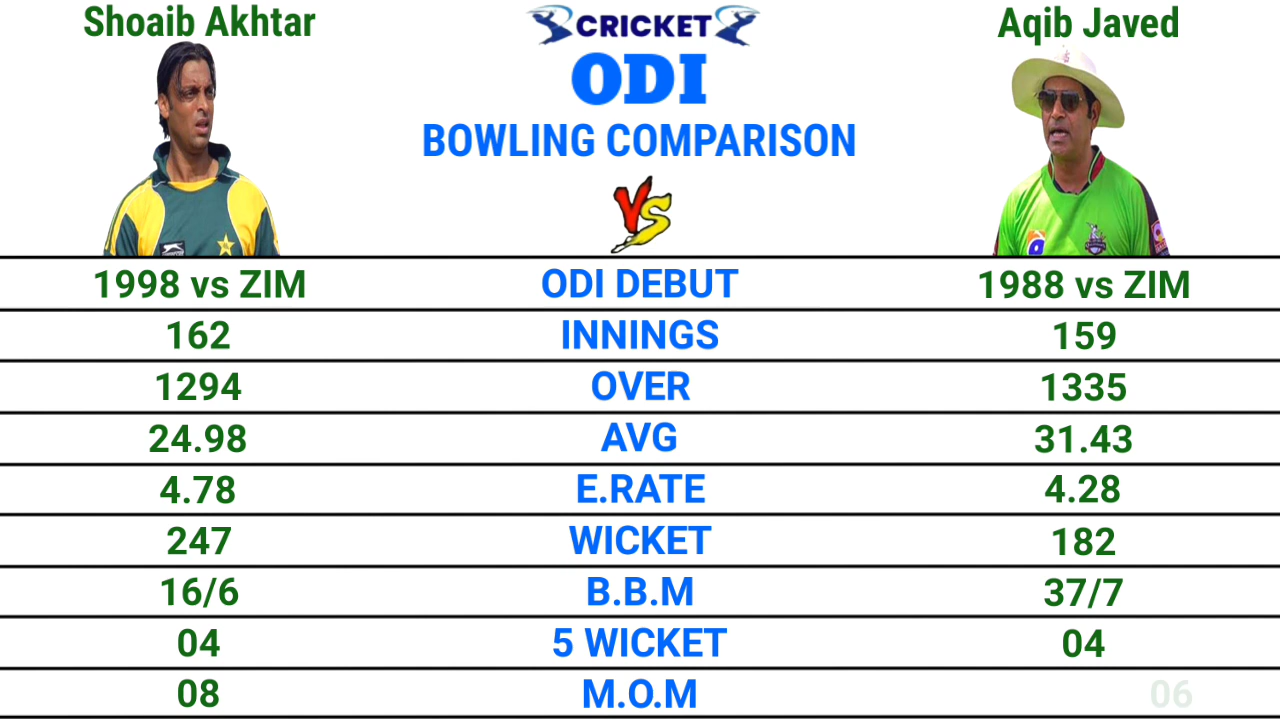 Shoaib Akhtar CRICKET Aqib Javed
ODI
BOWLING COMPARISON
VS
1998 vs ZIM ODI DEBUT 1988 vs ZIM
162 INNINGS 159
1294 OVER 1335
24.98 AVG 31.43
4.78 E.RATE 4.28
247 WICKET 182
16/6 B.B.M 37/7
04 5 WICKET 04
08 M.O.M 06